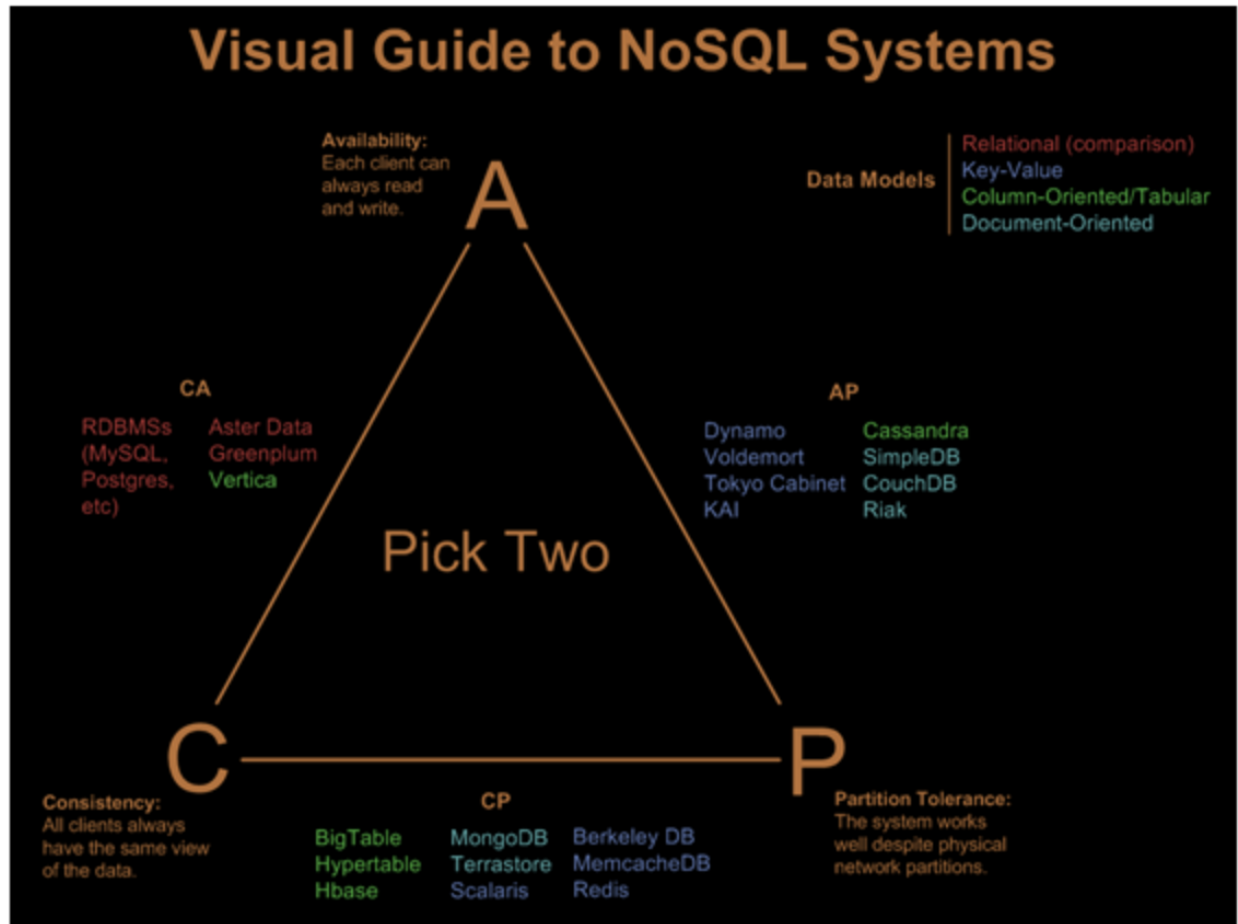 Visual Guide to NoSQL Systems
Availability:
Each client can
always read
and write.
A
Data Models
Relational (comparison)
Key-Value
Column-Oriented/Tabular
Document-Oriented
CA
RDBMSs
(MySQL,
Postgres,
etc)
Aster Data
Greenplum
Vertica
AP
Dynamo
Voldemort
Tokyo Cabinet
KAI
Cassandra
SimpleDB
CouchDB
Riak
Pick Two
C
P
Consistency:
All clients always
have the same view
of the data.
CP
BigTable
Hypertable
Hbase
MongoDB
Terrastore
Scalaris
Berkeley DB
MemcacheDB
Redis
Partition Tolerance:
The system works
well despite physical
network partitions.